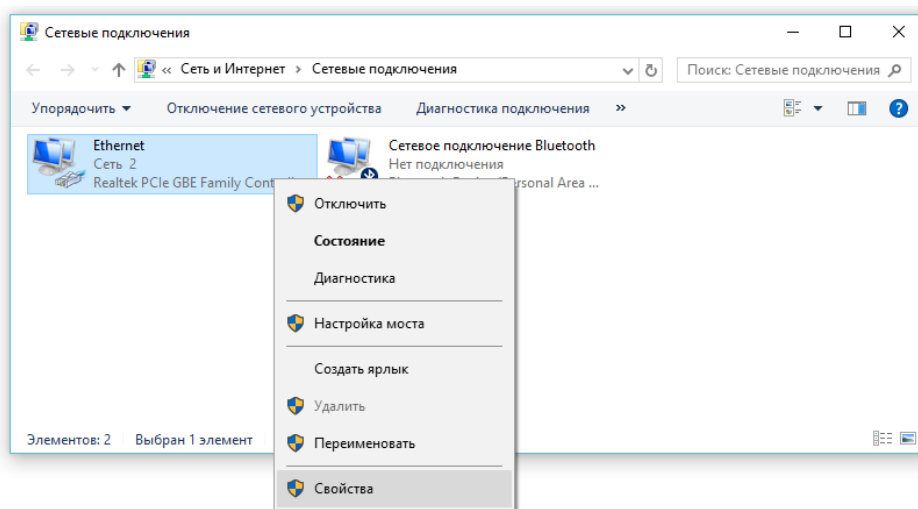 Сетевые подключения
« Сеть и Интернет › Сетевые подключения
Поиск: Сетевые подключения
Упорядочить ▼ Отключение сетевого устройства Диагностика подключения »
Ethernet
Сеть 2
Realtek PCIe GBE Family
Сетевое подключение Bluetooth
Нет подключения
Area ...
Отключить
Состояние
Диагностика
Настройка моста
Создать ярлык
Удалить
Переименовать
Свойства
Элементов: 2 Выбран 1 элемент